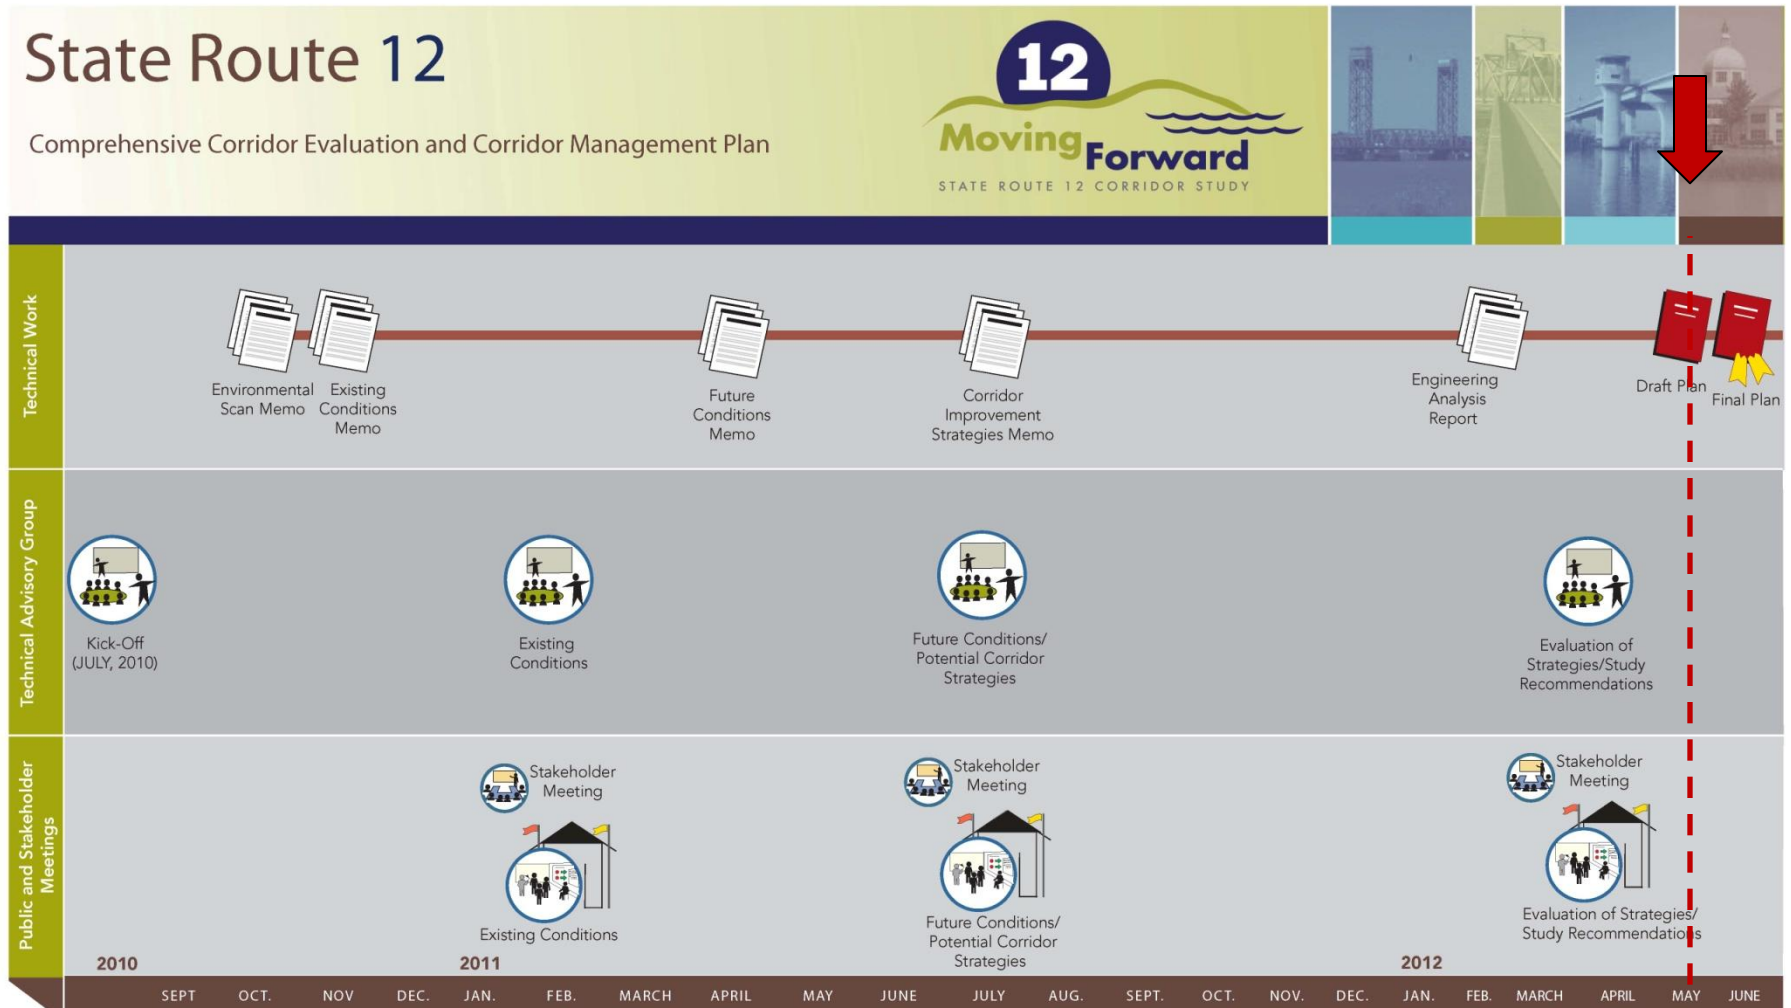 State Route 12
Comprehensive Corridor Evaluation and Corridor Management Plan
12
Moving
Forward
STATE ROUTE 12 CORRIDOR STUDY
Technical Work
Environmental
Scan Memo
Existing
Conditions
Memo
Future
Conditions
Memo
Corridor
Improvement
Strategies Memo
Engineering
Analysis
Report
Draft Plan
Final Plan
Technical Advisory Group
Kick-Off
(JULY, 2010)
Existing
Conditions
Future Conditions/
Potential Corridor
Strategies
Evaluation of
Strategies/Study
Recommendations
Public and Stakeholder
Meetings
Stakeholder
Meeting
Existing Conditions
Stakeholder
Meeting
Future Conditions/
Potential Corridor
Strategies
Stakeholder
Meeting
Evaluation of Strategies/
Study Recommendations
2010 2011 2012
SEPT OCT. NOV DEC. JAN. FEB. MARCH APRIL MAY JUNE JULY AUG. SEPT. OCT. NOV. DEC. JAN. FEB. MARCH APRIL MAY JUNE